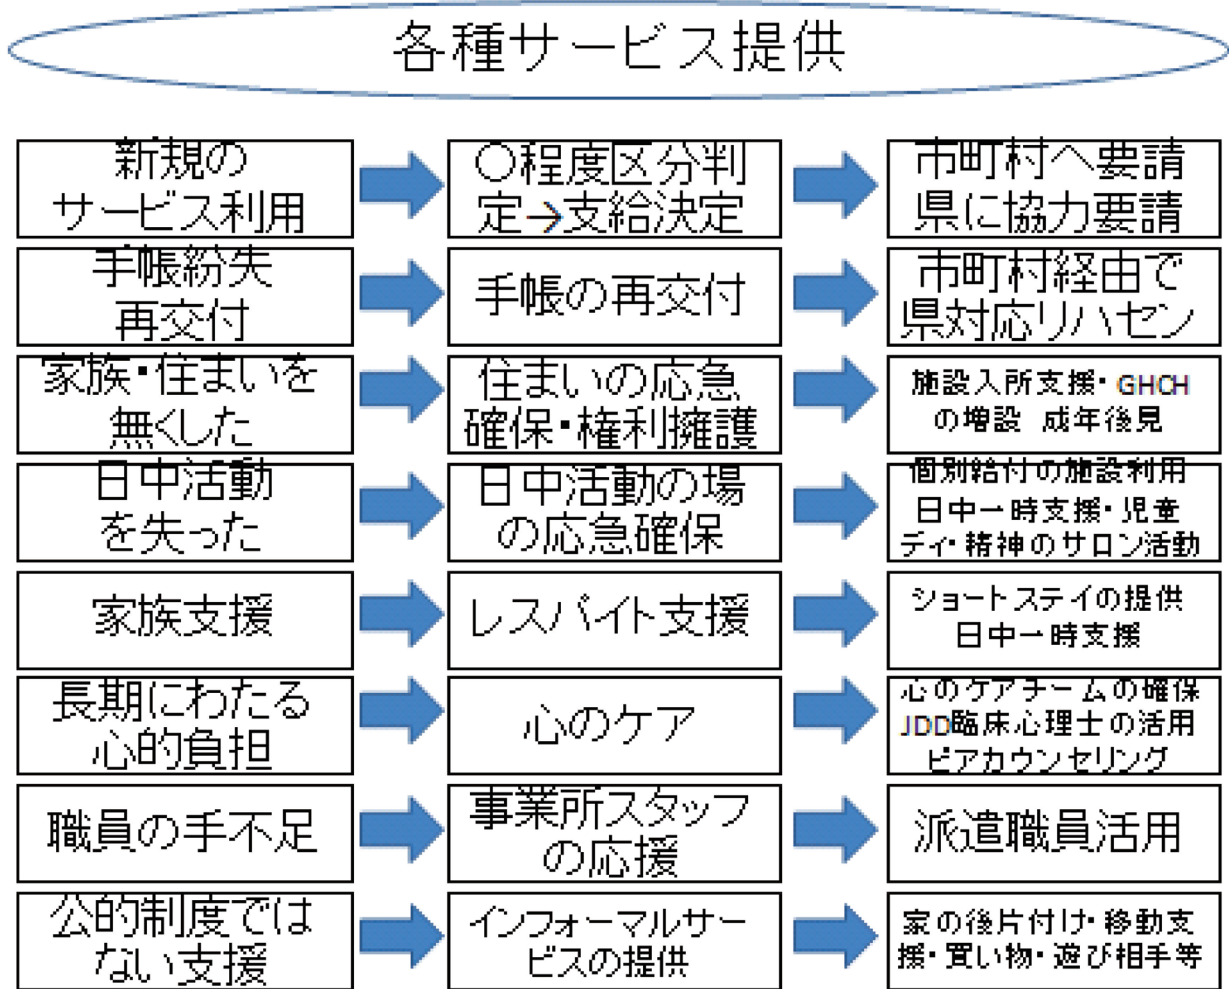 各種サービス提供
新規の
サービス利用
○程度区分判
定→支給決定
市町村へ要請
県に協力要請
手帳紛失
再交付
手帳の再交付
市町村経由で
県対応リハセン
家族・住まいを
無くした
住まいの応急
確保・権利擁護
施設入所支援・GHCH
の増設 成年後見
日中活動
を失った
日中活動の場
の応急確保
個別給付の施設利用
日中一時支援・児童
デイ・精神のサロン活動
家族支援
レスパイト支援
ショートステイの提供
日中一時支援
長期にわたる
心的負担
心のケア
心のケアチームの確保
JDD臨床心理士の活用
ピアカウンセリング
職員の手不足
事業所スタッフ
の応援
派遣職員活用
公的制度では
ない支援
インフォーマルサー
ビスの提供
家の後片付け・移動支
援・買い物・遊び相手等